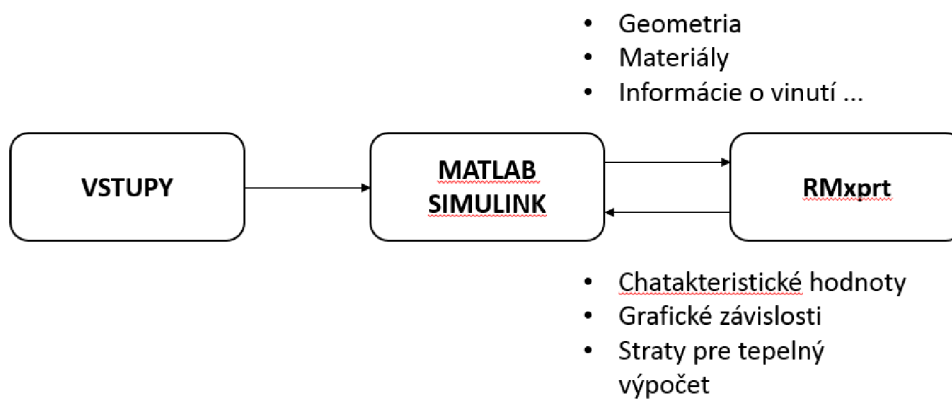 • Geometria
• Materiály
• Informácie o vinutí ...
VSTUPY
MATLAB
SIMULINK
RMxprt
• Chatakteristické hodnoty
• Grafické závislosti
• Straty pre tepelný
výpočet